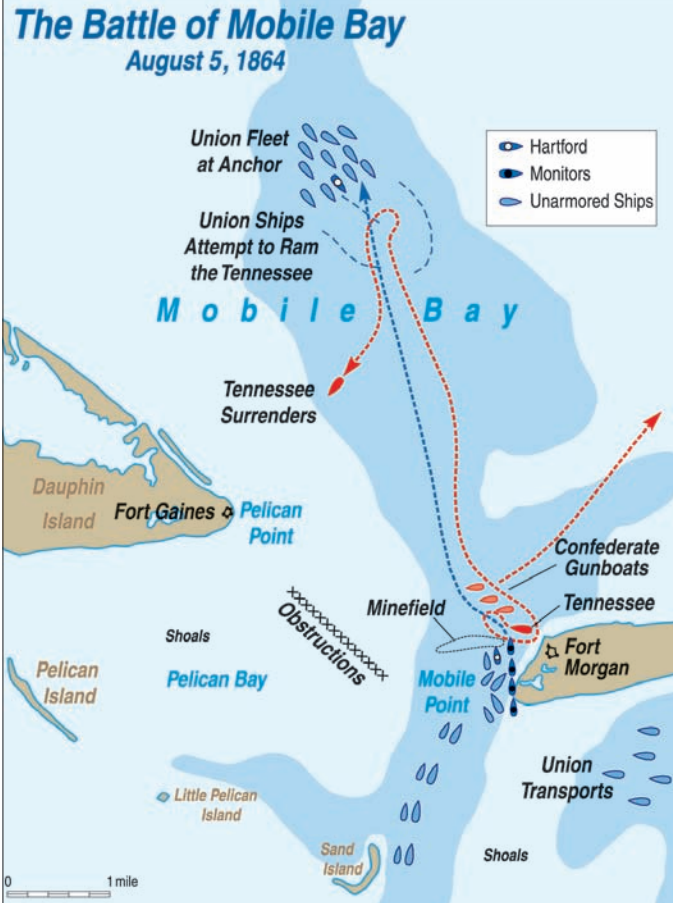 The Battle of Mobile Bay
August 5, 1864
Union Fleet
at Anchor
Hartford
Monitors
Unarmored Ships
Union Ships
Attempt to Ram
the Tennessee
Mobile Bay
Tennessee
Surrenders
Dauphin
Island
Fort Gaines
Pelican
Point
Confederate
Gunboats
Tennessee
Minefield
Obstructions
Shoals
Fort
Morgan
Pelican
Island
Pelican Bay
Mobile
Point
Union
Transports
Little Pelican
Island
Sand
Island
Shoals
0 1 mile